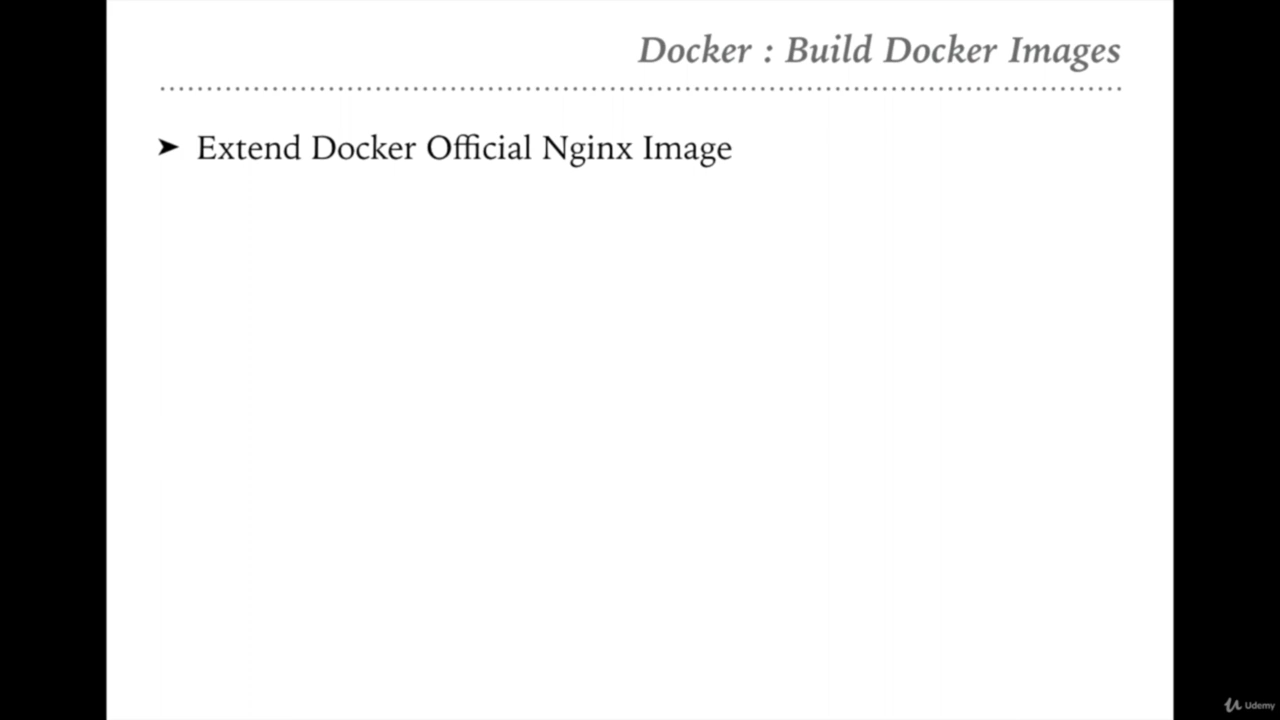 Docker : Build Docker Images
➤ Extend Docker Official Nginx Image
Udemy